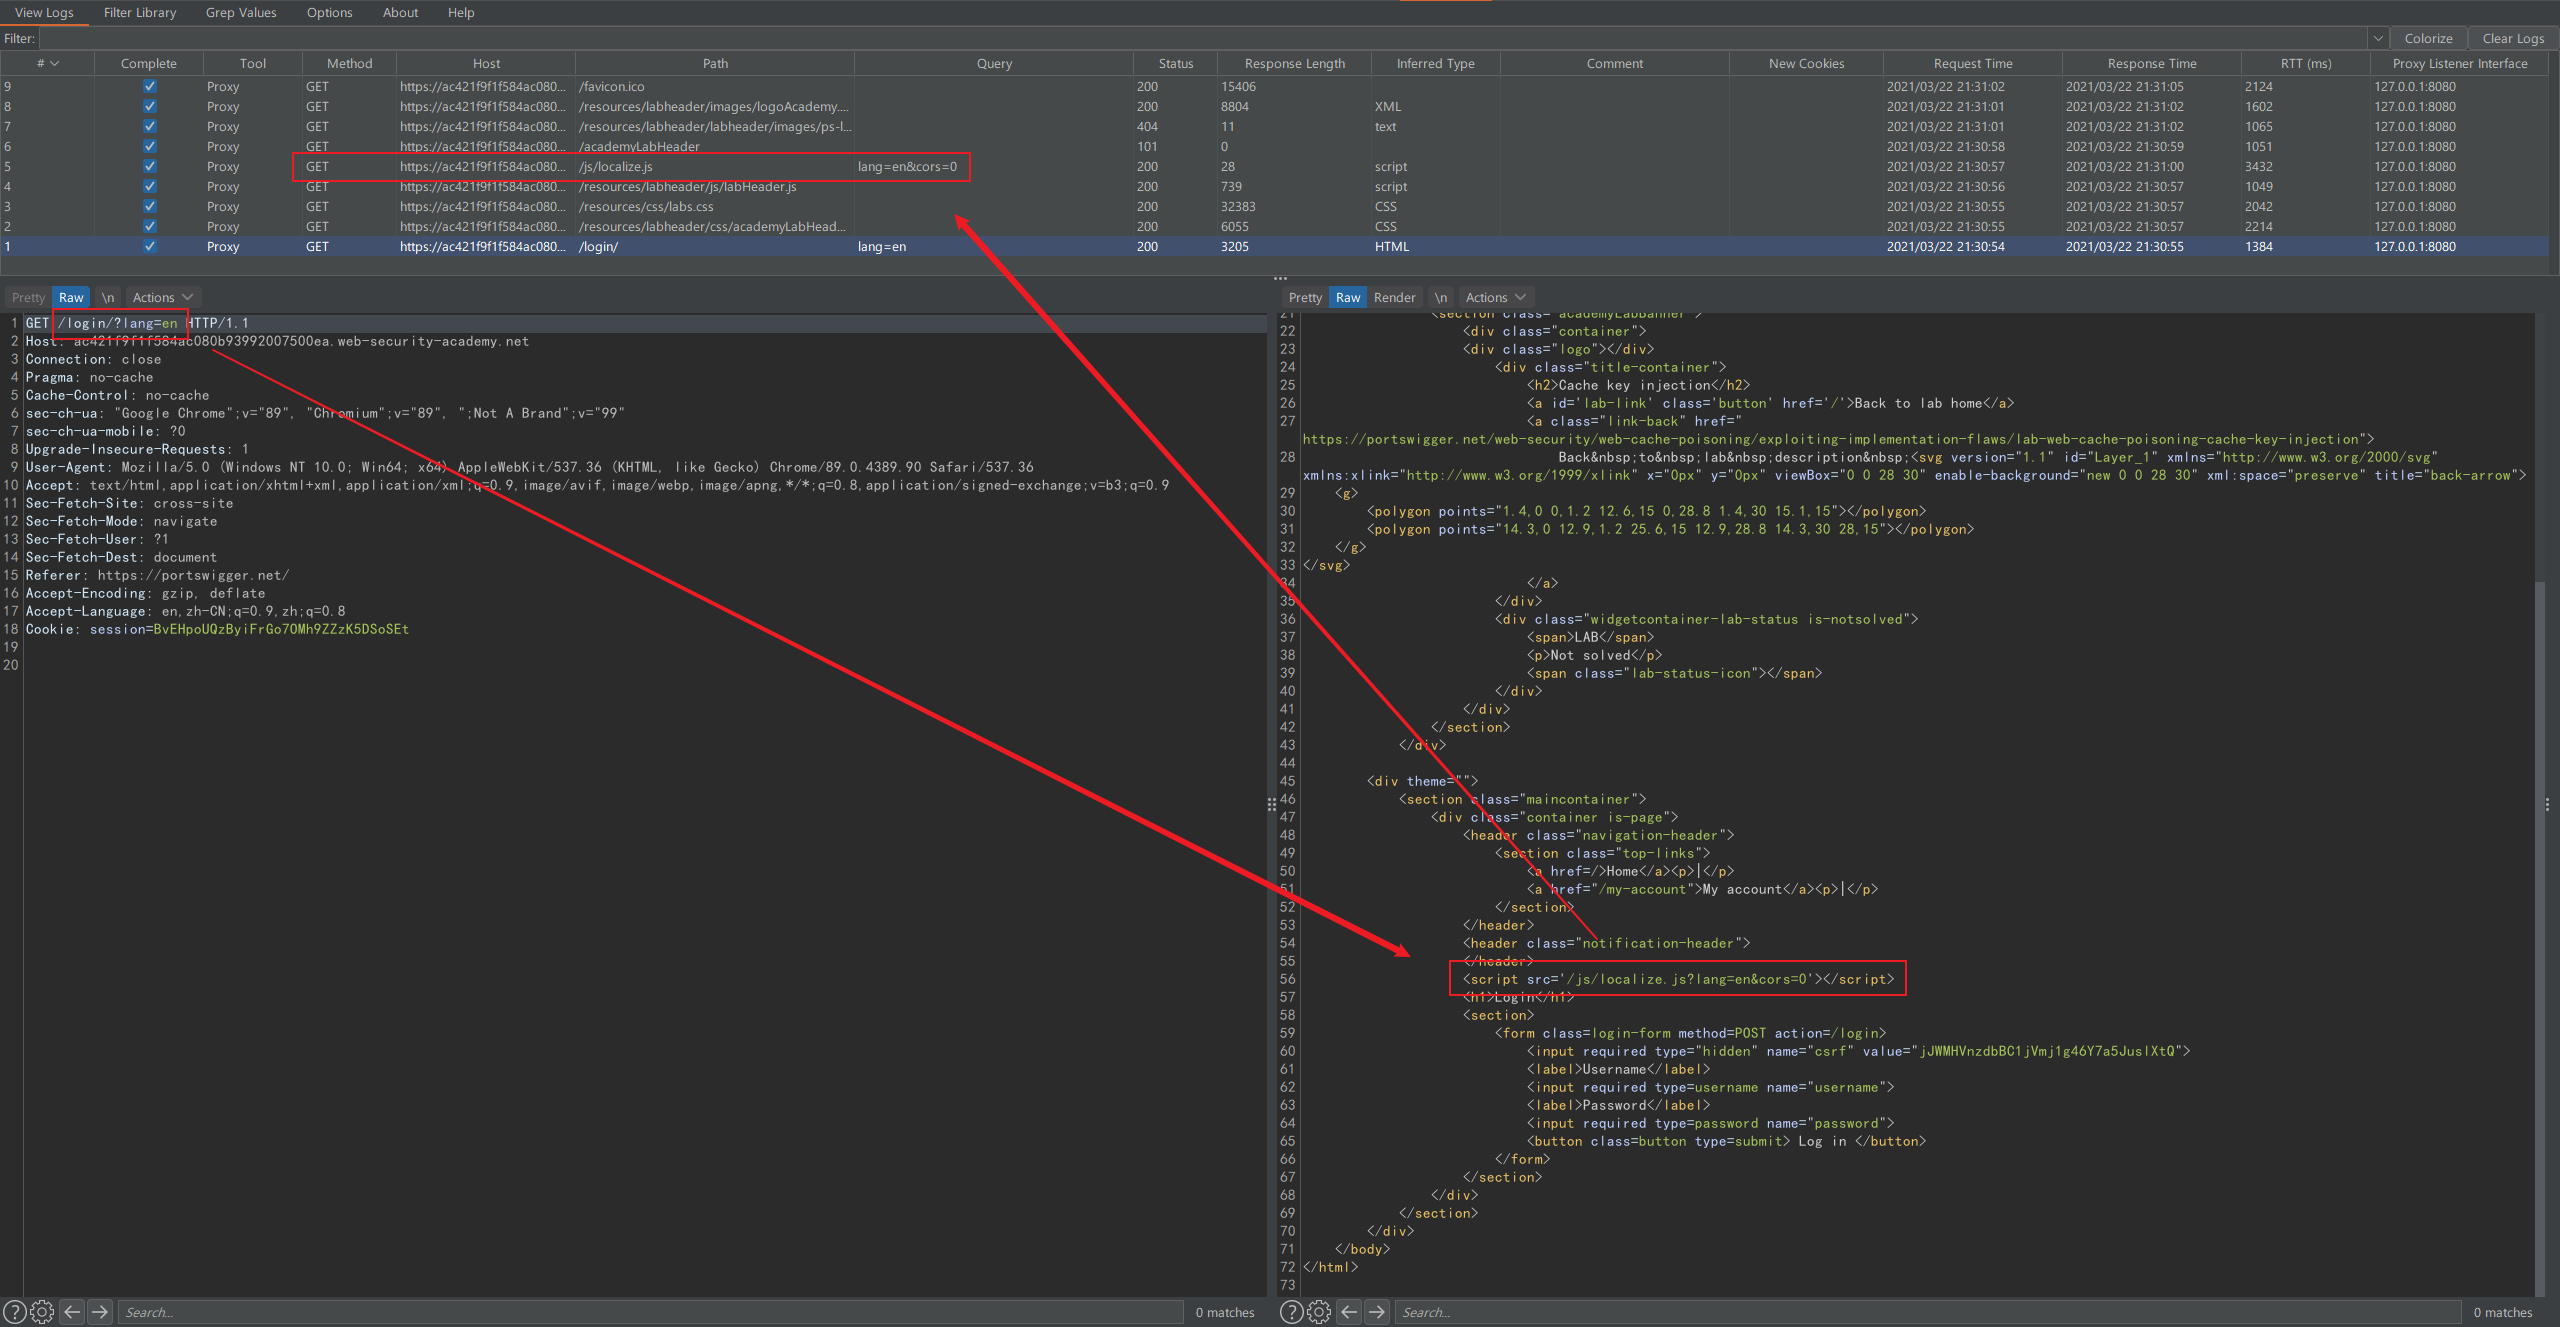 View Logs Filter Library Grep Values Options About Help
Filter: Colorize Clear Logs
# Complete Tool Method Host Path Query Status Response Length Inferred Type Comment New Cookies Request Time Response Time RTT (ms) Proxy Listener Interface
9 Proxy GET https://ac421f9f1f584ac080... /favicon.ico 200 15406 2021/03/22 21:31:02 2021/03/22 21:31:05 2124 127.0.0.1:8080
8 Proxy GET https://ac421f9f1f584ac080... /resources/labheader/images/logoAcademy.... 200 8804 XML 2021/03/22 21:31:01 2021/03/22 21:31:02 1602 127.0.0.1:8080
7 Proxy GET https://ac421f9f1f584ac080... /resources/labheader/labheader/images/ps-l... 404 11 text 2021/03/22 21:31:01 2021/03/22 21:31:02 1065 127.0.0.1:8080
6 Proxy GET https://ac421f9f1f584ac080... /academyLabHeader 101 0 2021/03/22 21:30:58 2021/03/22 21:30:59 1051 127.0.0.1:8080
5 Proxy GET https://ac421f9f1f584ac080... /js/localize.js lang=en&cors=0 200 28 script 2021/03/22 21:30:57 2021/03/22 21:31:00 3432 127.0.0.1:8080
4 Proxy GET https://ac421f9f1f584ac080... /resources/labheader/js/labHeader.js 200 739 script 2021/03/22 21:30:56 2021/03/22 21:30:57 1049 127.0.0.1:8080
3 Proxy GET https://ac421f9f1f584ac080... /resources/css/labs.css 200 32383 CSS 2021/03/22 21:30:55 2021/03/22 21:30:57 2042 127.0.0.1:8080
2 Proxy GET https://ac421f9f1f584ac080... /resources/labheader/css/academyLabHead... 200 6055 CSS 2021/03/22 21:30:55 2021/03/22 21:30:57 2214 127.0.0.1:8080
1 Proxy GET https://ac421f9f1f584ac080... /login/ lang=en 200 3205 HTML 2021/03/22 21:30:54 2021/03/22 21:30:55 1384 127.0.0.1:8080
Pretty Raw \n Actions
1 GET /login/?lang=en HTTP/1.1
2 Host: ac421f9f1f584ac080b93992007500ea.web-security-academy.net
3 Connection: close
4 Pragma: no-cache
5 Cache-Control: no-cache
6 sec-ch-ua: "Google Chrome";v="89", "Chromium";v="89", ";Not A Brand";v="99"
7 sec-ch-ua-mobile: ?0
8 Upgrade-Insecure-Requests: 1
9 User-Agent: Mozilla/5.0 (Windows NT 10.0; Win64; x64) AppleWebKit/537.36 (KHTML, like Gecko) Chrome/89.0.4389.90 Safari/537.36
10 Accept: text/html,application/xhtml+xml,application/xml;q=0.9,image/avif,image/webp,image/apng,*/*;q=0.8,application/signed-exchange;v=b3;q=0.9
11 Sec-Fetch-Site: cross-site
12 Sec-Fetch-Mode: navigate
13 Sec-Fetch-User: ?1
14 Sec-Fetch-Dest: document
15 Referer: https://portswigger.net/
16 Accept-Encoding: gzip, deflate
17 Accept-Language: en,zh-CN;q=0.9,zh;q=0.8
18 Cookie: session=BvEHpoUQzByiFrGo7OMh9ZZzK5DSoSEt
19
20
Search... 0 matches
Pretty Raw Render \n Actions
21 <section class="academyLabBanner">
22 <div class="container">
23 <div class="logo"></div>
24 <div class="title-container">
25 <h2>Cache key injection</h2>
26 <a id='lab-link' class='button' href='/'>Back to lab home</a>
27 <a class="link-back" href="
https://portswigger.net/web-security/web-cache-poisoning/exploiting-implementation-flaws/lab-web-cache-poisoning-cache-key-injection">
28 Back&nbsp;to&nbsp;lab&nbsp;description&nbsp;<svg version="1.1" id="Layer_1" xmlns="http://www.w3.org/2000/svg"
xmlns:xlink="http://www.w3.org/1999/xlink" x="0px" y="0px" viewBox="0 0 28 30" enable-background="new 0 0 28 30" xml:space="preserve" title="back-arrow">
29 <g>
30 <polygon points="1.4,0 0,1.2 12.6,15 0,28.8 1.4,30 15.1,15"></polygon>
31 <polygon points="14.3,0 12.9,1.2 25.6,15 12.9,28.8 14.3,30 28,15"></polygon>
32 </g>
33 </svg>
34 </a>
35 </div>
36 <div class="widgetcontainer-lab-status is-notsolved">
37 <span>LAB</span>
38 <p>Not solved</p>
39 <span class="lab-status-icon"></span>
40 </div>
41 </div>
42 </section>
43 </div>
44
45 <div theme="">
46 <section class="maincontainer">
47 <div class="container is-page">
48 <header class="navigation-header">
49 <section class="top-links">
50 <a href=/>Home</a><p>|</p>
51 <a href="/my-account">My account</a><p>|</p>
52 </section>
53 </header>
54 <header class="notification-header">
55 </header>
56 <script src='/js/localize.js?lang=en&cors=0'></script>
57 <h1>Login</h1>
58 <section>
59 <form class=login-form method=POST action=/login>
60 <input required type="hidden" name="csrf" value="jJWMHVnzdbBC1jVmj1g46Y7a5JuslXtQ">
61 <label>Username</label>
62 <input required type=username name="username">
63 <label>Password</label>
64 <input required type=password name="password">
65 <button class=button type=submit> Log in </button>
66 </form>
67 </section>
68 </div>
69 </section>
70 </div>
71 </body>
72 </html>
73
Search... 0 matches